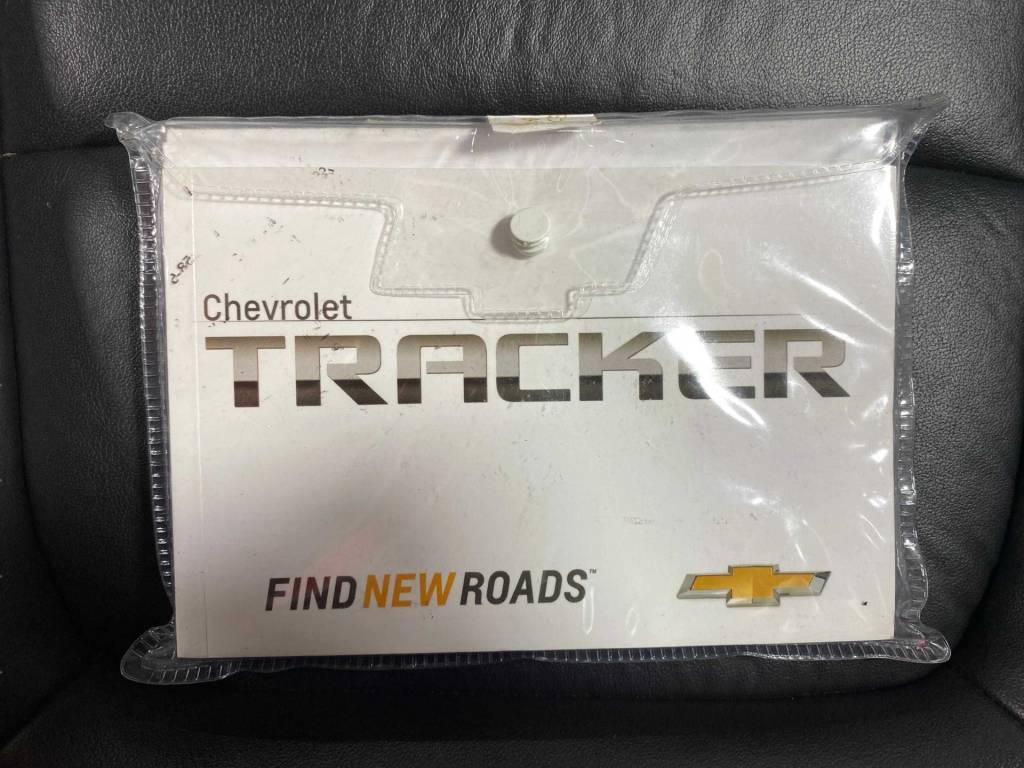 Chevrolet
TRACKER
FIND NEW ROADS™